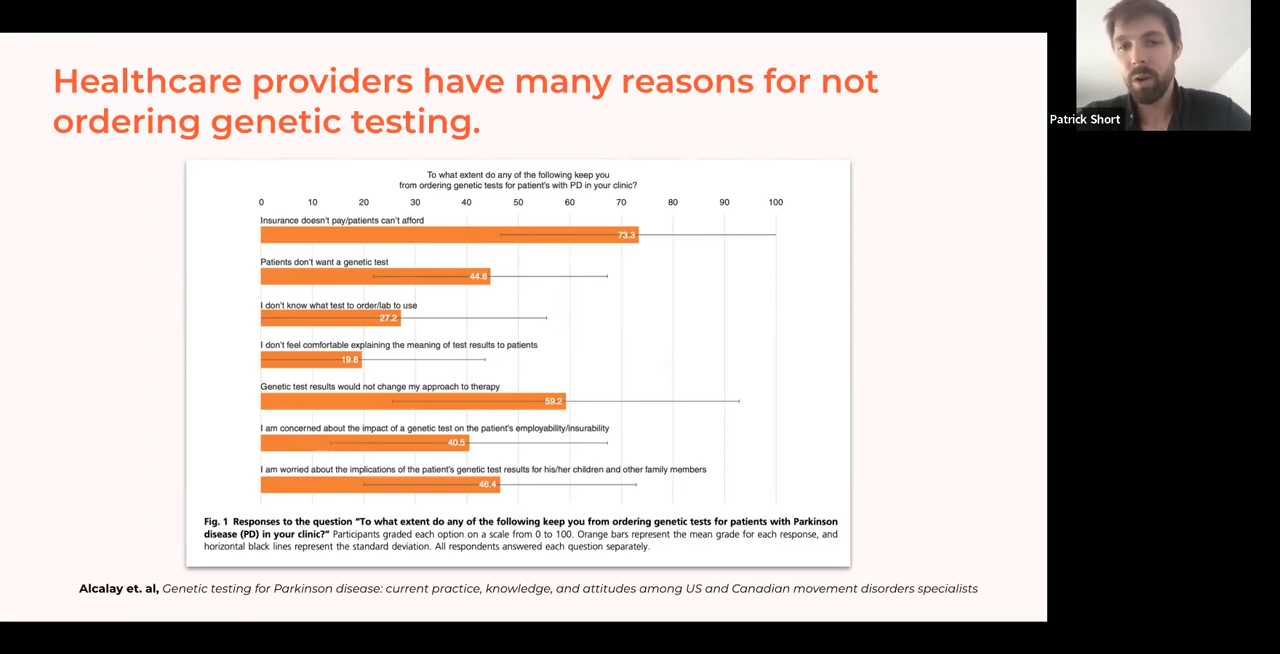 Healthcare providers have many reasons for not
ordering genetic testing.
Patrick Short
To what extent do any of the following keep you
from ordering genetic tests for patient's with PD in your clinic?
0 10 20 30 40 50 60 70 80 90 100
Insurance doesn't pay/patients can't afford
73.3
Patients don't want a genetic test
44.6
I don't know what test to order/lab to use
27.2
I don't feel comfortable explaining the meaning of test results to patients
19.6
Genetic test results would not change my approach to therapy
59.2
I am concerned about the impact of a genetic test on the patient's employability/insurability
40.5
I am worried about the implications of the patient's genetic test results for his/her children and other family members
46.4
Fig. 1 Responses to the question "To what extent do any of the following keep you from ordering genetic tests for patients with Parkinson
disease (PD) in your clinic?" Participants graded each option on a scale from 0 to 100. Orange bars represent the mean grade for each response, and
horizontal black lines represent the standard deviation. All respondents answered each question separately.
Alcalay et. al, Genetic testing for Parkinson disease: current practice, knowledge, and attitudes among US and Canadian movement disorders specialists